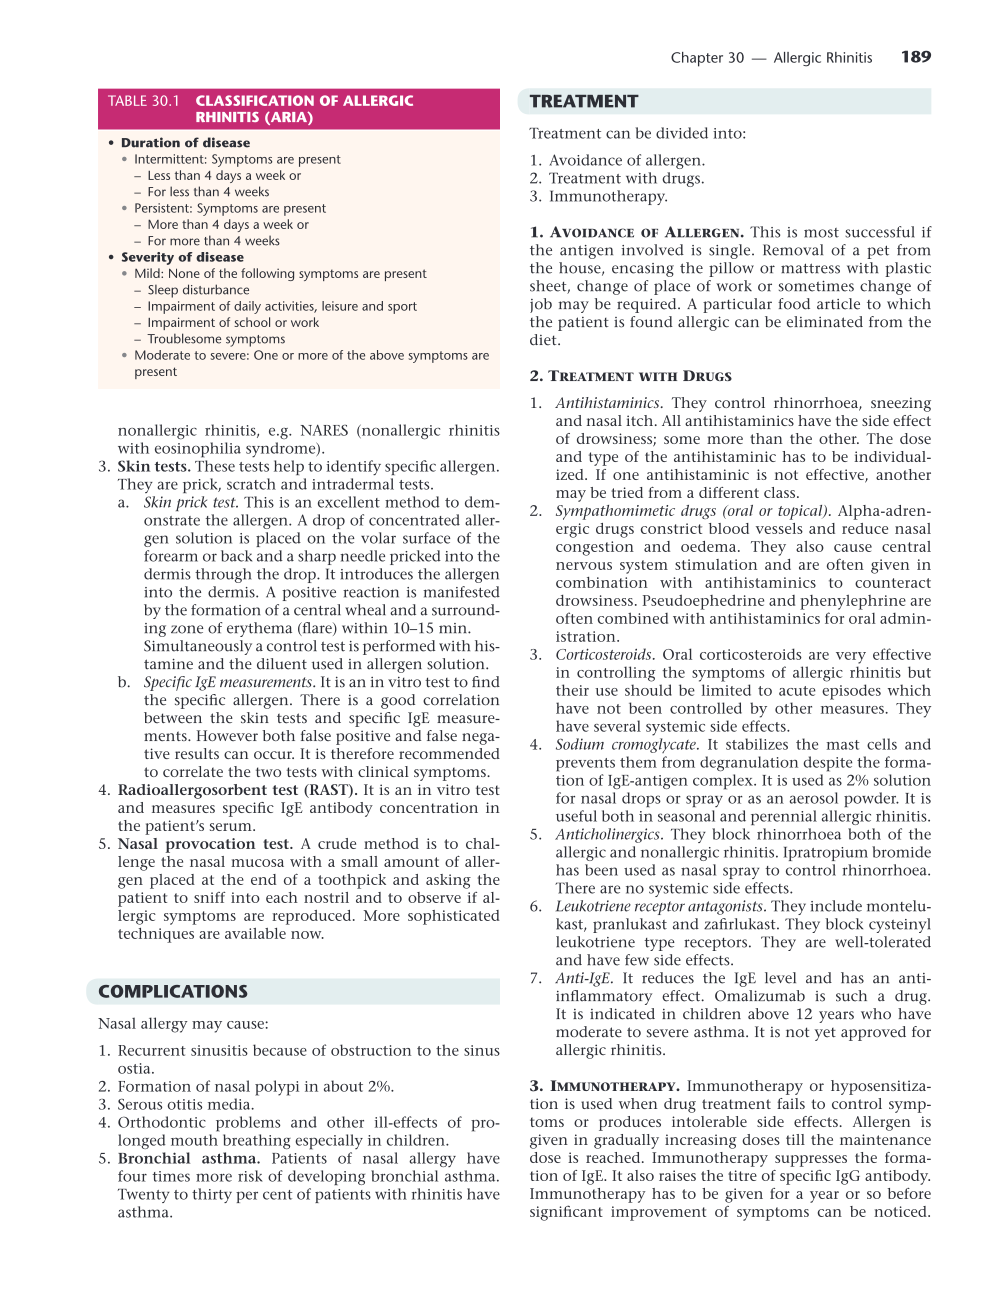 Chapter 30 — Allergic Rhinitis 189
TABLE 30.1 CLASSIFICATION OF ALLERGIC
RHINITIS (ARIA)
• Duration of disease
• Intermittent: Symptoms are present
– Less than 4 days a week or
– For less than 4 weeks
• Persistent: Symptoms are present
– More than 4 days a week or
– For more than 4 weeks
• Severity of disease
• Mild: None of the following symptoms are present
– Sleep disturbance
– Impairment of daily activities, leisure and sport
– Impairment of school or work
– Troublesome symptoms
• Moderate to severe: One or more of the above symptoms are
present
nonallergic rhinitis, e.g. NARES (nonallergic rhinitis
with eosinophilia syndrome).
3. Skin tests. These tests help to identify specific allergen.
They are prick, scratch and intradermal tests.
a. Skin prick test. This is an excellent method to dem-
onstrate the allergen. A drop of concentrated aller-
gen solution is placed on the volar surface of the
forearm or back and a sharp needle pricked into the
dermis through the drop. It introduces the allergen
into the dermis. A positive reaction is manifested
by the formation of a central wheal and a surround-
ing zone of erythema (flare) within 10–15 min.
Simultaneously a control test is performed with his-
tamine and the diluent used in allergen solution.
b. Specific IgE measurements. It is an in vitro test to find
the specific allergen. There is a good correlation
between the skin tests and specific IgE measure-
ments. However both false positive and false nega-
tive results can occur. It is therefore recommended
to correlate the two tests with clinical symptoms.
4. Radioallergosorbent test (RAST). It is an in vitro test
and measures specific IgE antibody concentration in
the patient's serum.
5. Nasal provocation test. A crude method is to chal-
lenge the nasal mucosa with a small amount of aller-
gen placed at the end of a toothpick and asking the
patient to sniff into each nostril and to observe if al-
lergic symptoms are reproduced. More sophisticated
techniques are available now.
COMPLICATIONS
Nasal allergy may cause:
1. Recurrent sinusitis because of obstruction to the sinus
ostia.
2. Formation of nasal polypi in about 2%.
3. Serous otitis media.
4. Orthodontic problems and other ill-effects of pro-
longed mouth breathing especially in children.
5. Bronchial asthma. Patients of nasal allergy have
four times more risk of developing bronchial asthma.
Twenty to thirty per cent of patients with rhinitis have
asthma.
TREATMENT
Treatment can be divided into:
1. Avoidance of allergen.
2. Treatment with drugs.
3. Immunotherapy.
1. Avoidance of Allergen. This is most successful if
the antigen involved is single. Removal of a pet from
the house, encasing the pillow or mattress with plastic
sheet, change of place of work or sometimes change of
job may be required. A particular food article to which
the patient is found allergic can be eliminated from the
diet.
2. Treatment with Drugs
1. Antihistaminics. They control rhinorrhoea, sneezing
and nasal itch. All antihistaminics have the side effect
of drowsiness; some more than the other. The dose
and type of the antihistaminic has to be individual-
ized. If one antihistaminic is not effective, another
may be tried from a different class.
2. Sympathomimetic drugs (oral or topical). Alpha-adren-
ergic drugs constrict blood vessels and reduce nasal
congestion and oedema. They also cause central
nervous system stimulation and are often given in
combination with antihistaminics to counteract
drowsiness. Pseudoephedrine and phenylephrine are
often combined with antihistaminics for oral admin-
istration.
3. Corticosteroids. Oral corticosteroids are very effective
in controlling the symptoms of allergic rhinitis but
their use should be limited to acute episodes which
have not been controlled by other measures. They
have several systemic side effects.
4. Sodium cromoglycate. It stabilizes the mast cells and
prevents them from degranulation despite the forma-
tion of IgE-antigen complex. It is used as 2% solution
for nasal drops or spray or as an aerosol powder. It is
useful both in seasonal and perennial allergic rhinitis.
5. Anticholinergics. They block rhinorrhoea both of the
allergic and nonallergic rhinitis. Ipratropium bromide
has been used as nasal spray to control rhinorrhoea.
There are no systemic side effects.
6. Leukotriene receptor antagonists. They include montelu-
kast, pranlukast and zafirlukast. They block cysteinyl
leukotriene type receptors. They are well-tolerated
and have few side effects.
7. Anti-IgE. It reduces the IgE level and has an anti-
inflammatory effect. Omalizumab is such a drug.
It is indicated in children above 12 years who have
moderate to severe asthma. It is not yet approved for
allergic rhinitis.
3. Immunotherapy. Immunotherapy or hyposensitiza-
tion is used when drug treatment fails to control symp-
toms or produces intolerable side effects. Allergen is
given in gradually increasing doses till the maintenance
dose is reached. Immunotherapy suppresses the forma-
tion of IgE. It also raises the titre of specific IgG antibody.
Immunotherapy has to be given for a year or so before
significant improvement of symptoms can be noticed.